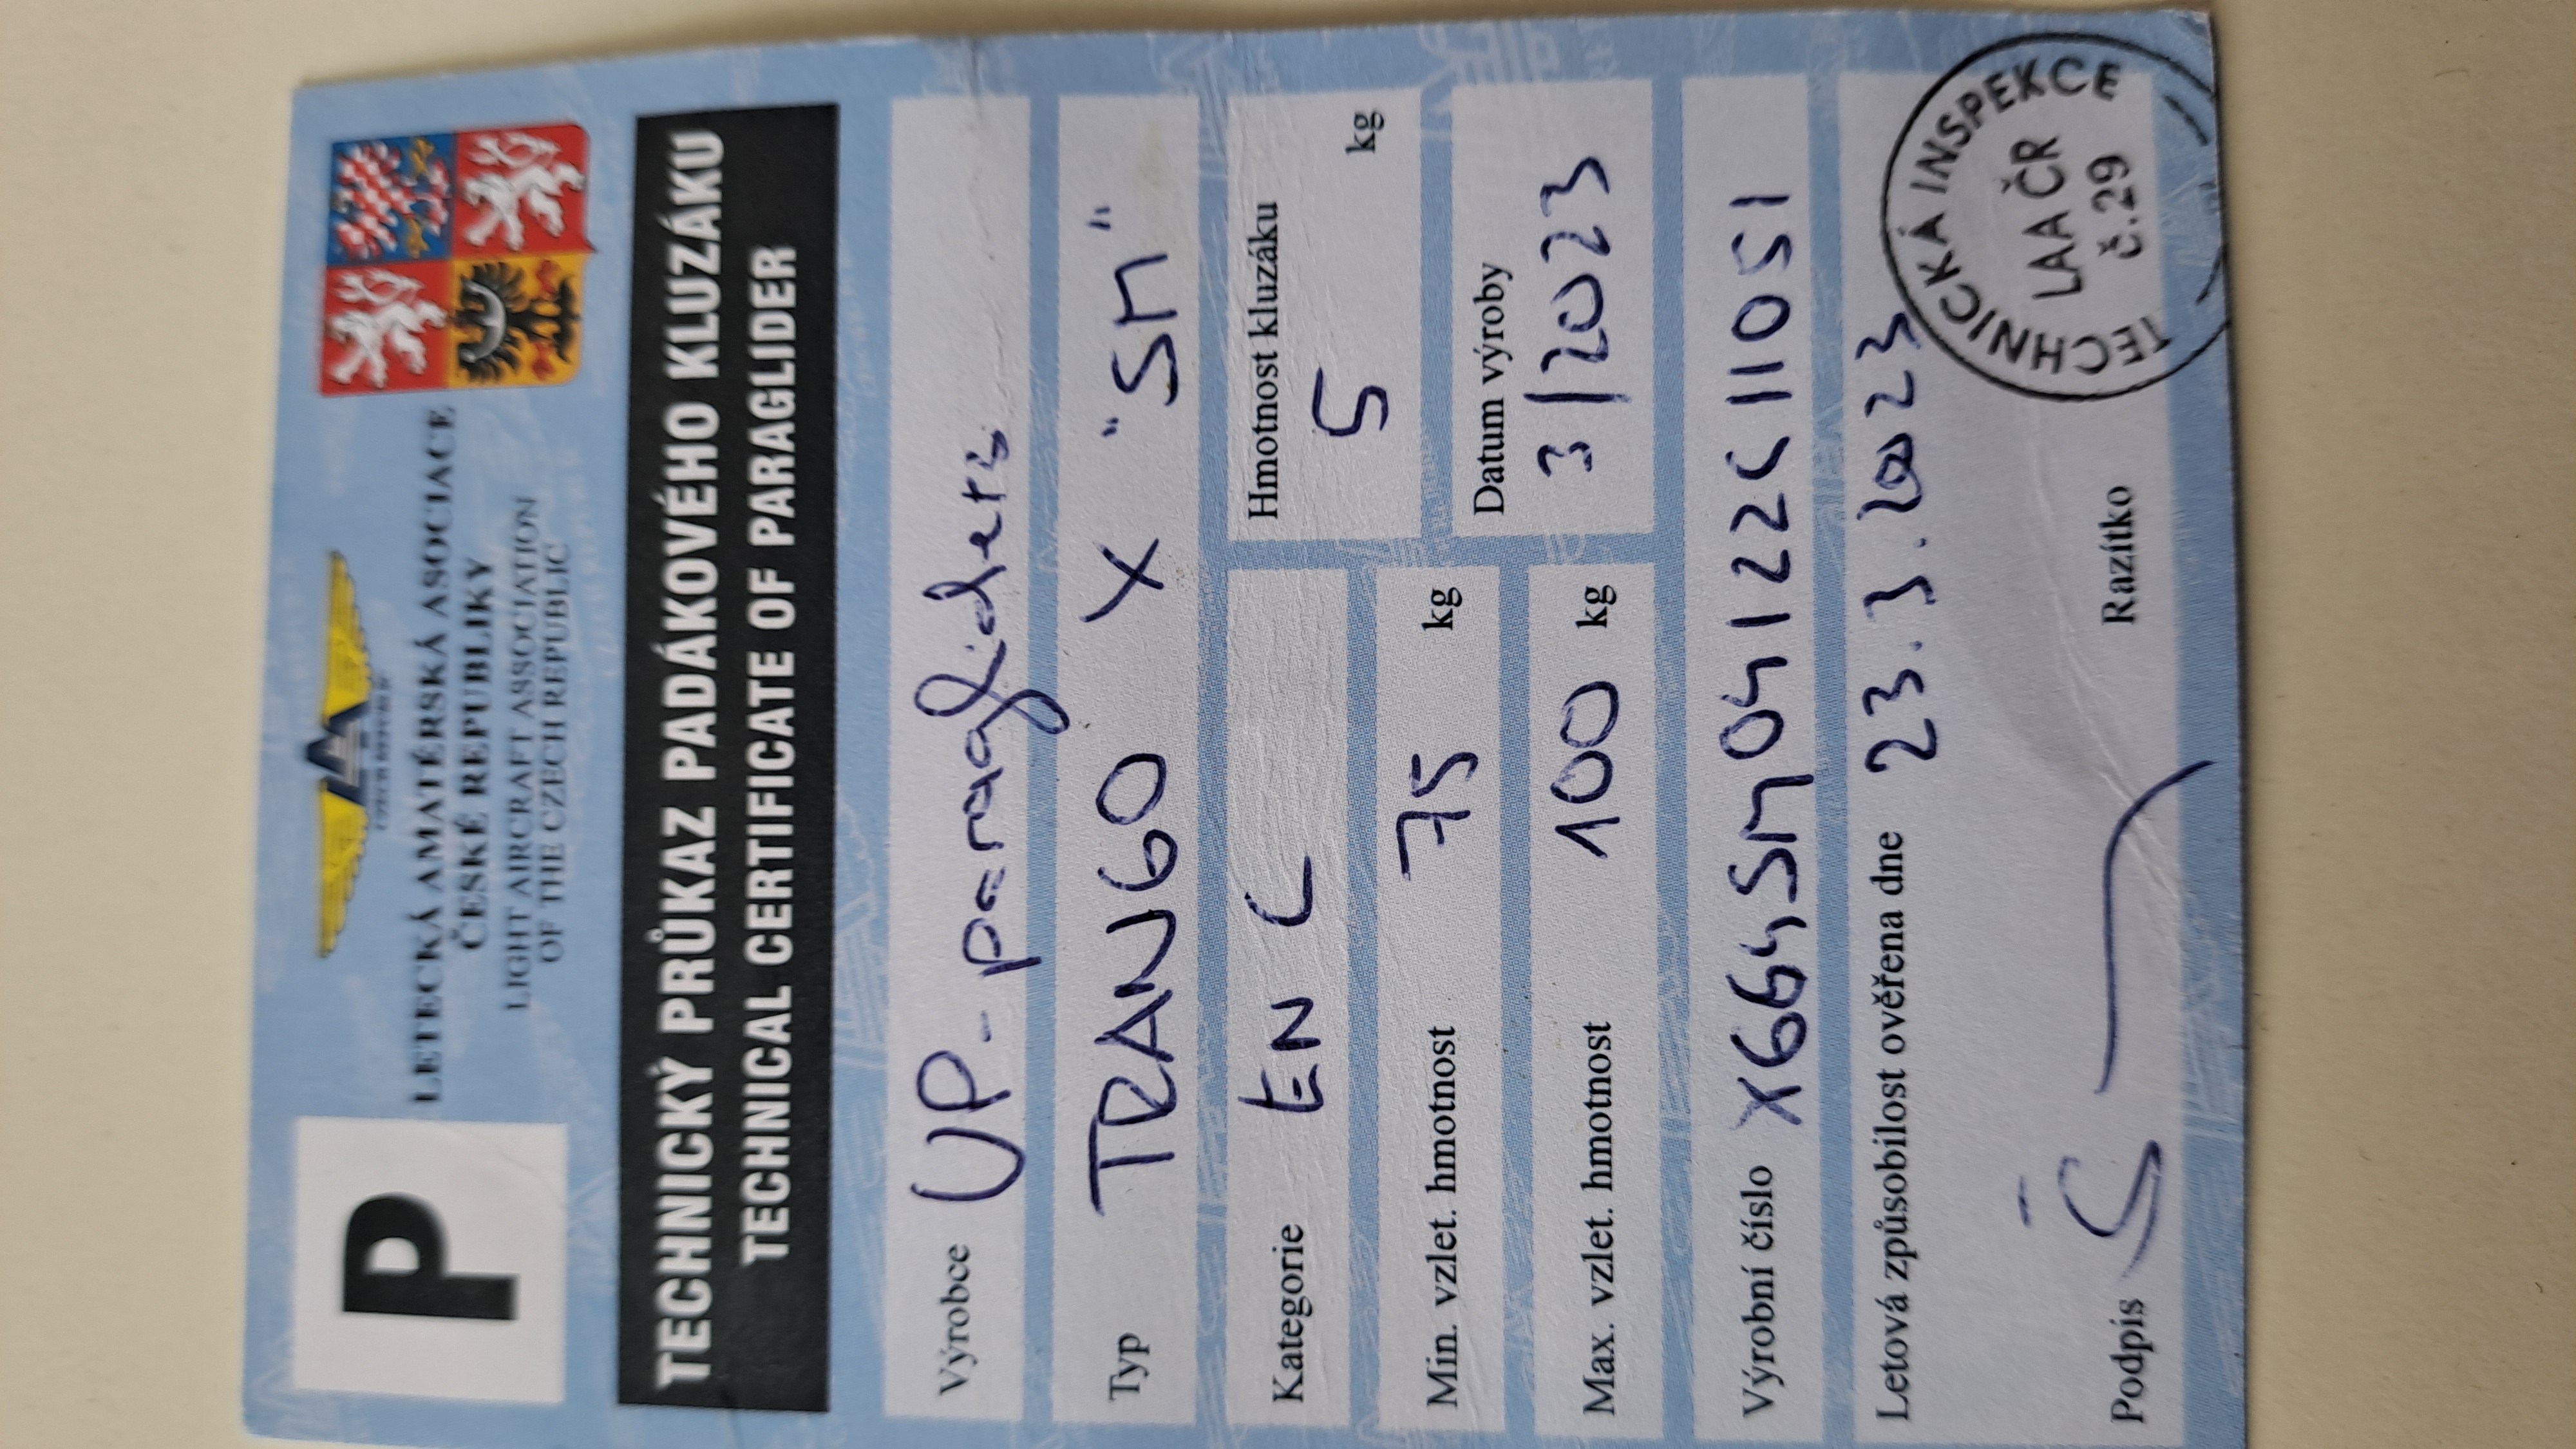 P
LETECKÁ AMATÉRSKÁ ASOCIACE
ČESKÉ REPUBLIKY
LIGHT AIRCRAFT ASSOCIATION
OF THE CZECH REPUBLIC
TECHNICKÝ PRŮKAZ PADÁKOVÉHO KLUZÁKU
TECHNICAL CERTIFICATE OF PARAGLIDER
Výrobce UP - paragliders
Typ TRANGO X "SM"
Kategorie EN C
Hmotnost kluzáku
5 kg
Min. vzlet. hmotnost 75 kg
Datum výroby
3/2023
Max. vzlet. hmotnost 100 kg
Výrobní číslo X664SM04122C11051
Letová způsobilost ověřena dne 23.3.2023
Podpis
Razítko
TECHNICKÁ INSPEKCE
LAA ČR
č.29